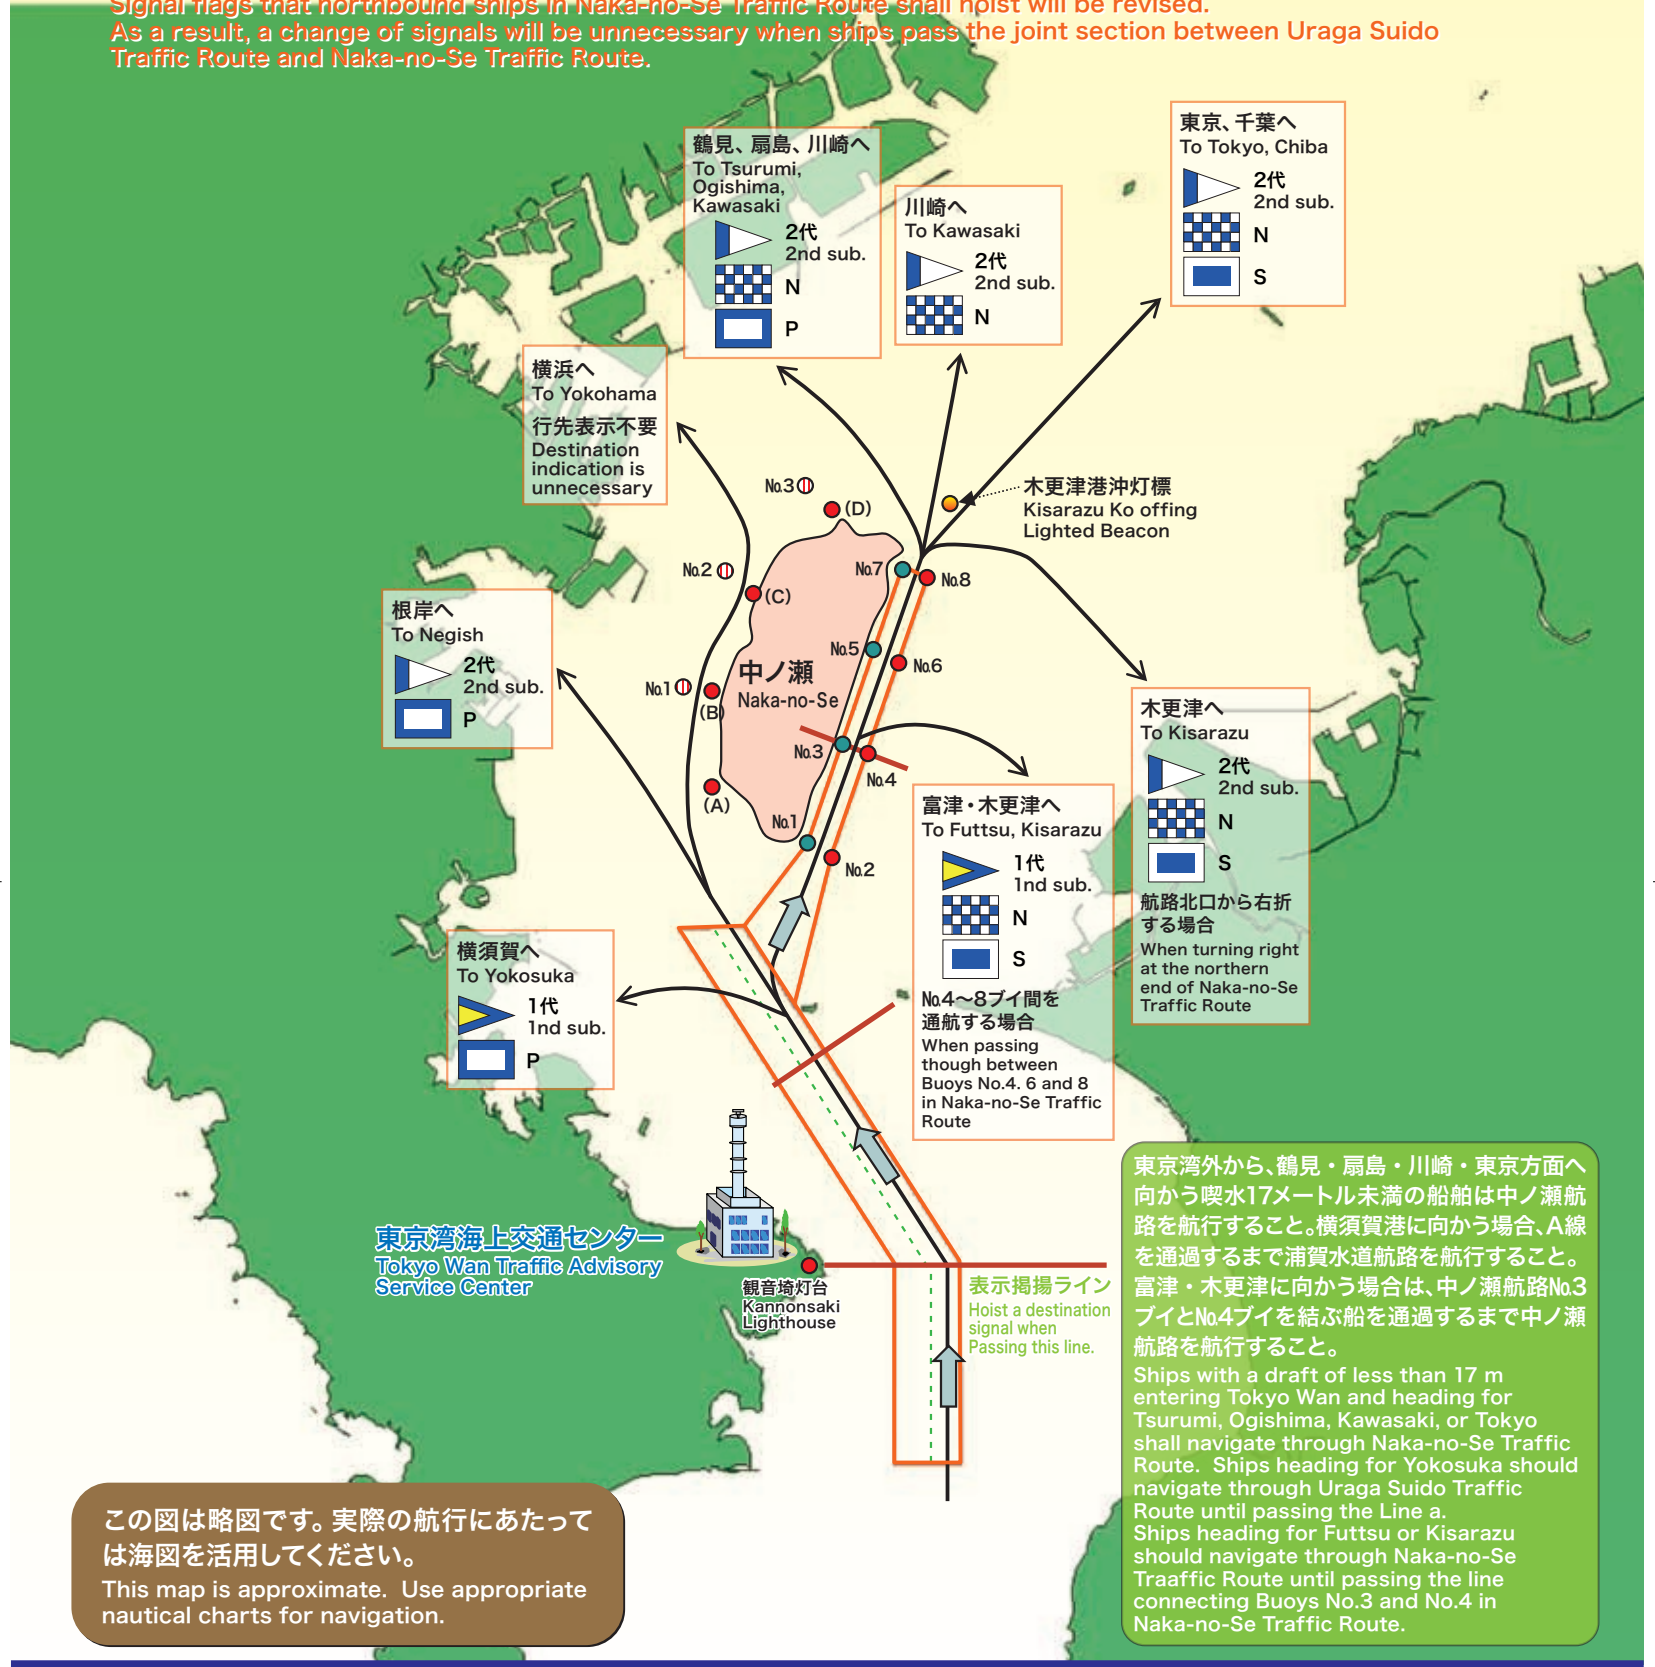 Signal flags that northbound ships in Naka-no-Se Traffic Route shall hoist will be revised.
As a result, a change of signals will be unnecessary when ships pass the joint section between Uraga Suido
Traffic Route and Naka-no-Se Traffic Route.
東京、千葉へ
To Tokyo, Chiba
2代
2nd sub.
N
S
鶴見、扇島、川崎へ
To Tsurumi,
Ogishima,
Kawasaki
2代
2nd sub.
N
P
川崎へ
To Kawasaki
2代
2nd sub.
N
横浜へ
To Yokohama
行先表示不要
Destination
indication is
unnecessary
No.3
(D)
木更津港沖灯標
Kisarazu Ko offing
Lighted Beacon
No.2
(C)
No.7
No.8
根岸へ
To Negish
2代
2nd sub.
P
No.5
No.6
中ノ瀬
Naka-no-Se
No.1
(B)
No.3
No.4
(A)
No.1
No.2
木更津へ
To Kisarazu
2代
2nd sub.
N
S
航路北口から右折
する場合
When turning right
at the northern
end of Naka-no-Se
Traffic Route
富津・木更津へ
To Futtsu, Kisarazu
1代
1nd sub.
N
S
No.4～8ブイ間を
通航する場合
When passing
though between
Buoys No.4. 6 and 8
in Naka-no-Se Traffic
Route
横須賀へ
To Yokosuka
1代
1nd sub.
P
東京湾海上交通センター
Tokyo Wan Traffic Advisory
Service Center
観音埼灯台
Kannonsaki
Lighthouse
表示掲揚ライン
Hoist a destination
signal when
Passing this line.
東京湾外から、鶴見・扇島・川崎・東京方面へ
向かう喫水17メートル未満の船舶は中ノ瀬航
路を航行すること。横須賀港に向かう場合、A線
を通過するまで浦賀水道航路を航行すること。
富津・木更津に向かう場合は、中ノ瀬航路No.3
ブイとNo.4ブイを結ぶ船を通過するまで中ノ瀬
航路を航行すること。
Ships with a draft of less than 17 m
entering Tokyo Wan and heading for
Tsurumi, Ogishima, Kawasaki, or Tokyo
shall navigate through Naka-no-Se Traffic
Route.  Ships heading for Yokosuka should
navigate through Uraga Suido Traffic
Route until passing the Line a.
Ships heading for Futtsu or Kisarazu
should navigate through Naka-no-Se
Traaffic Route until passing the line
connecting Buoys No.3 and No.4 in
Naka-no-Se Traffic Route.
この図は略図です。実際の航行にあたって
は海図を活用してください。
This map is approximate.  Use appropriate
nautical charts for navigation.